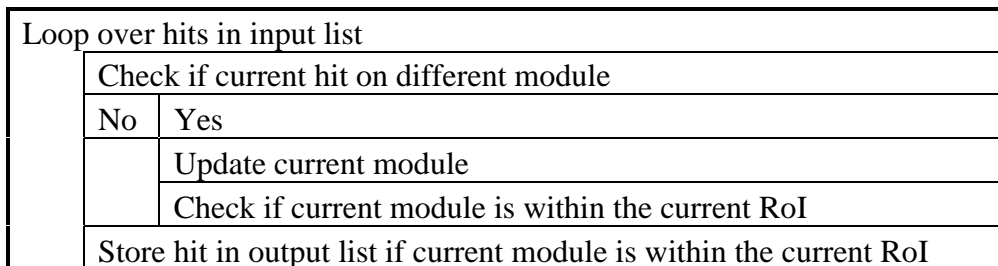 Loop over hits in input list
Check if current hit on different module
No Yes
Update current module
Check if current module is within the current RoI
Store hit in output list if current module is within the current RoI